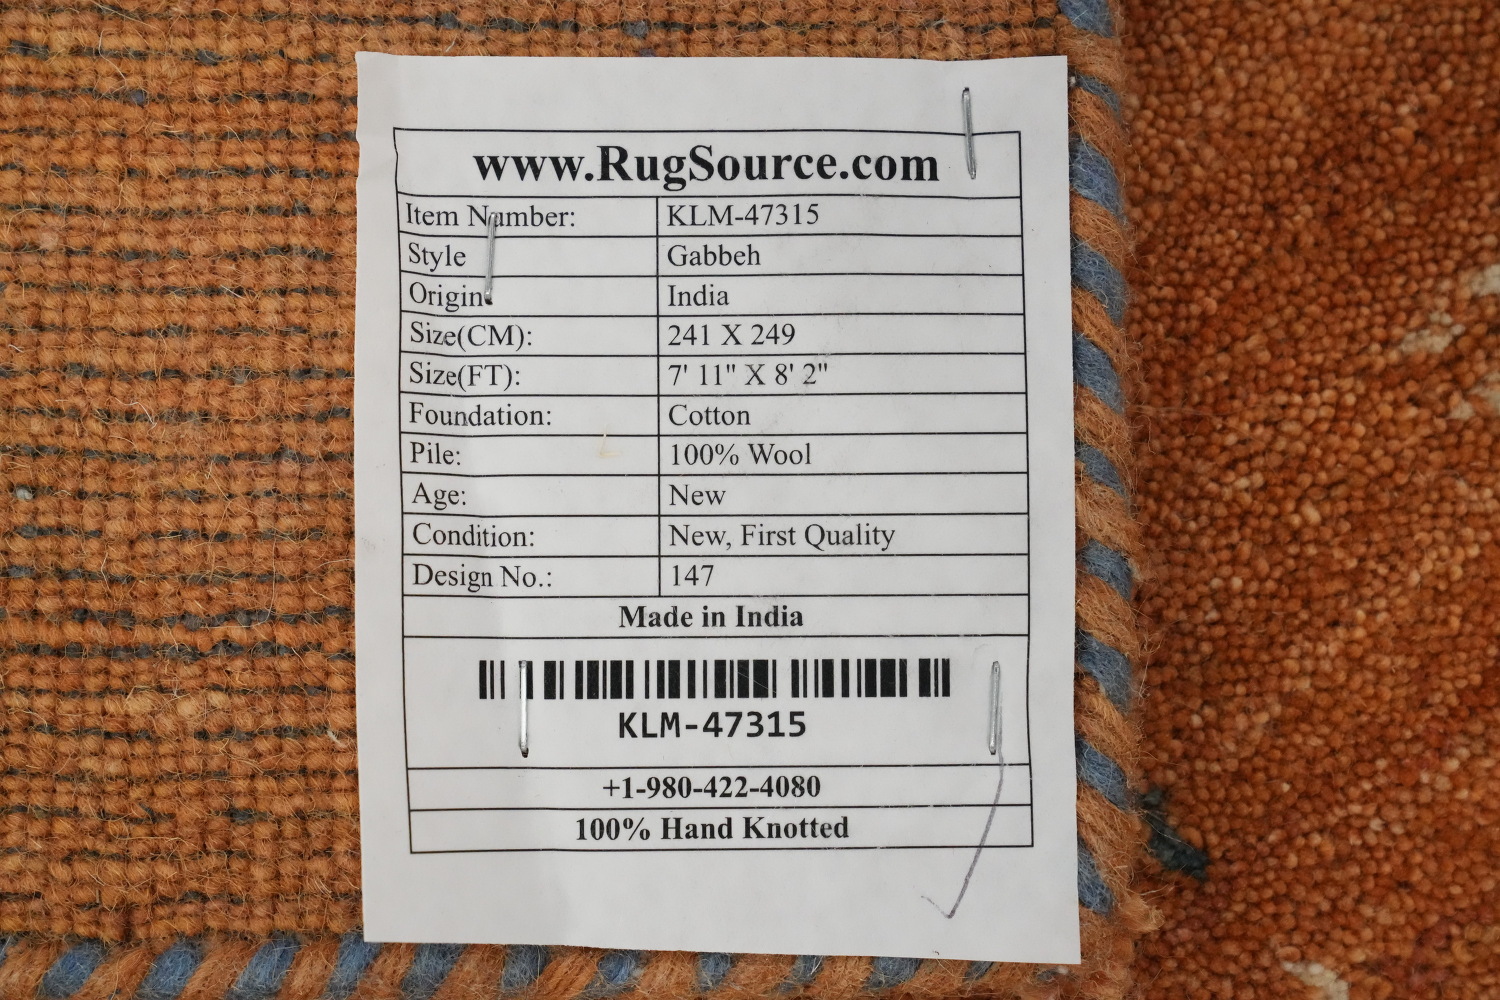 www.RugSource.com
Item Number: KLM-47315
Style Gabbeh
Origin: India
Size(CM): 241 X 249
Size(FT): 7' 11" X 8' 2"
Foundation: Cotton
Pile: 100% Wool
Age: New
Condition: New, First Quality
Design No.: 147
Made in India
KLM-47315
+1-980-422-4080
100% Hand Knotted